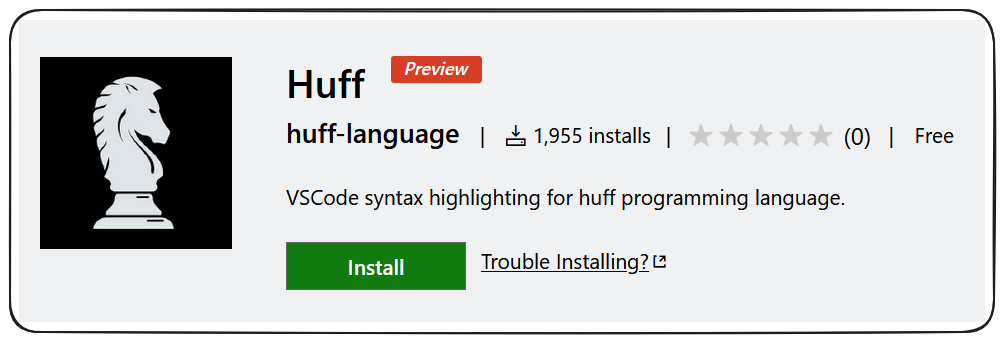 Huff Preview
huff-language | 1,955 installs | (0) | Free
VSCode syntax highlighting for huff programming language.
Install Trouble Installing?